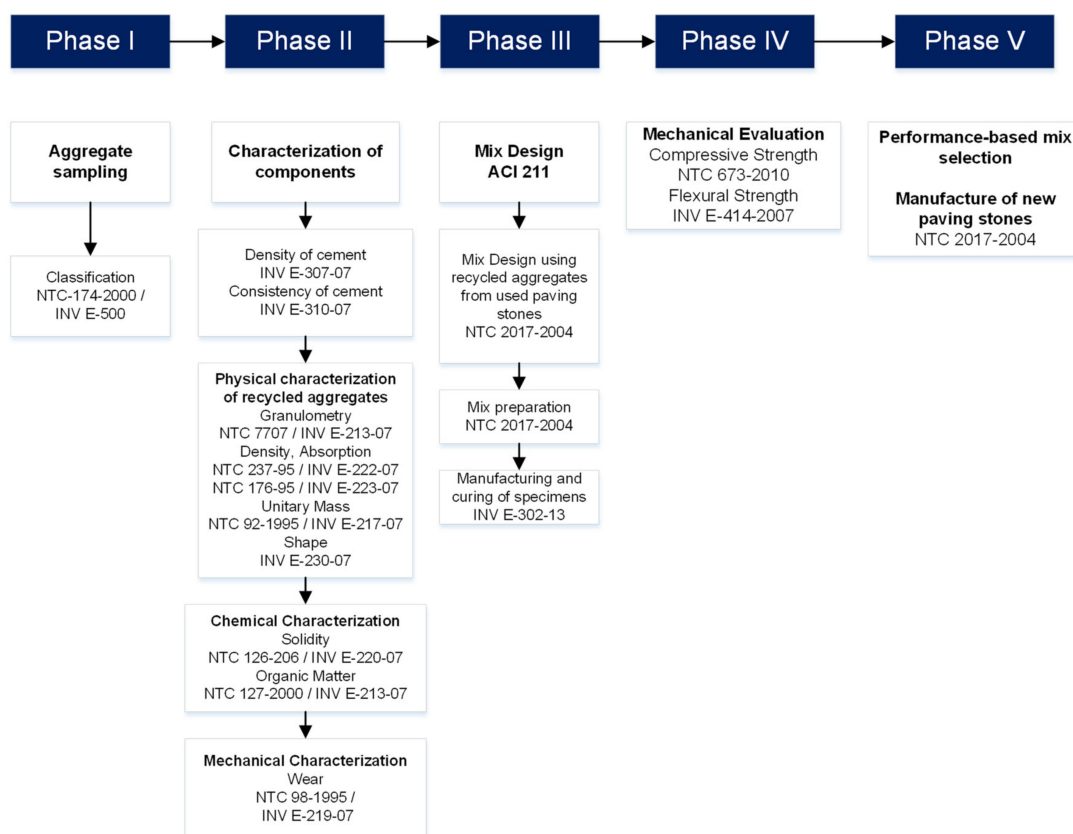 Phase I
Phase II
Phase III
Phase IV
Phase V
Aggregate
sampling
Classification
NTC-174-2000 /
INV E-500
Characterization of
components
Density of cement
INV E-307-07
Consistency of cement
INV E-310-07
Physical characterization
of recycled aggregates
Granulometry
NTC 7707 / INV E-213-07
Density, Absorption
NTC 237-95 / INV E-222-07
NTC 176-95 / INV E-223-07
Unitary Mass
NTC 92-1995 / INV E-217-07
Shape
INV E-230-07
Chemical Characterization
Solidity
NTC 126-206 / INV E-220-07
Organic Matter
NTC 127-2000 / INV E-213-07
Mechanical Characterization
Wear
NTC 98-1995 /
INV E-219-07
Mix Design
ACI 211
Mix Design using
recycled aggregates
from used paving
stones
NTC 2017-2004
Mix preparation
NTC 2017-2004
Manufacturing and
curing of specimens
INV E-302-13
Mechanical Evaluation
Compressive Strength
NTC 673-2010
Flexural Strength
INV E-414-2007
Performance-based mix
selection
Manufacture of new
paving stones
NTC 2017-2004